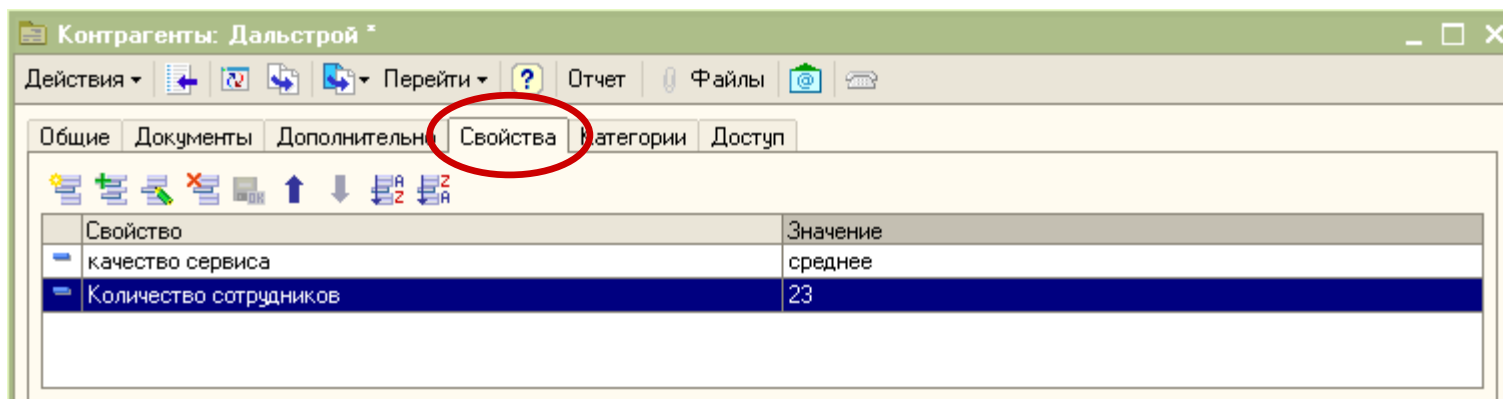 Контрагенты: Дальстрой *
Действия Перейти ? Отчет Файлы
Общие Документы Дополнительно Свойства Категории Доступ
Свойство Значение
качество сервиса среднее
Количество сотрудников 23